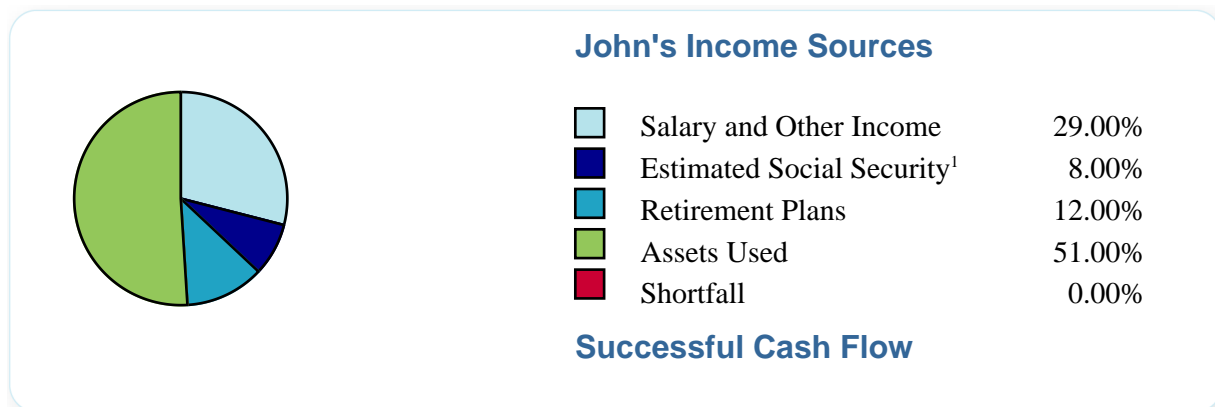 John's Income Sources
Salary and Other Income 29.00%
Estimated Social Security¹ 8.00%
Retirement Plans 12.00%
Assets Used 51.00%
Shortfall 0.00%
Successful Cash Flow